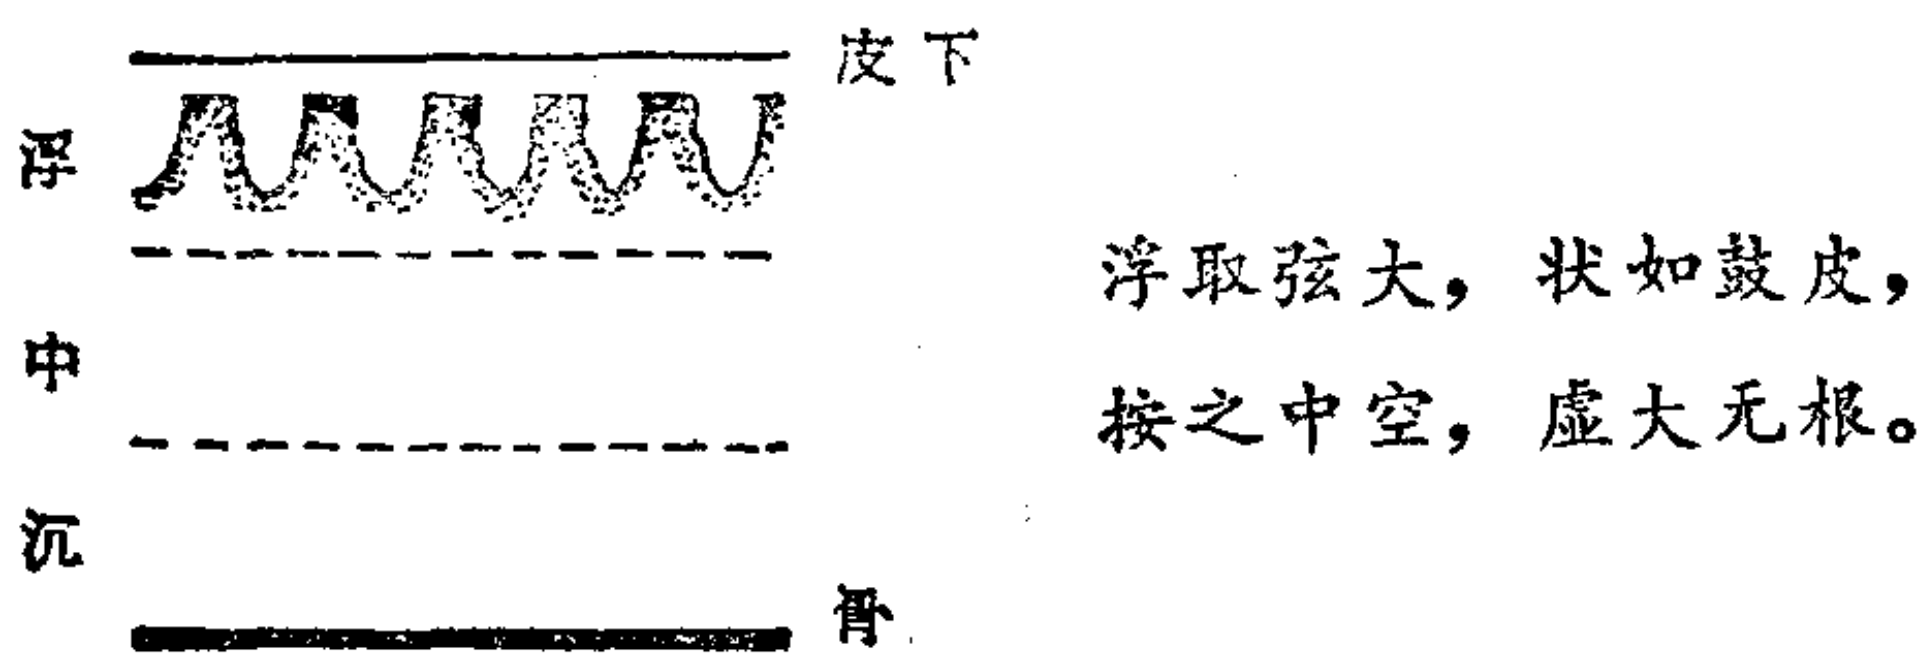 皮下
浮
浮取弦大，状如鼓皮，
中
按之中空，虚大无根。
沉
骨